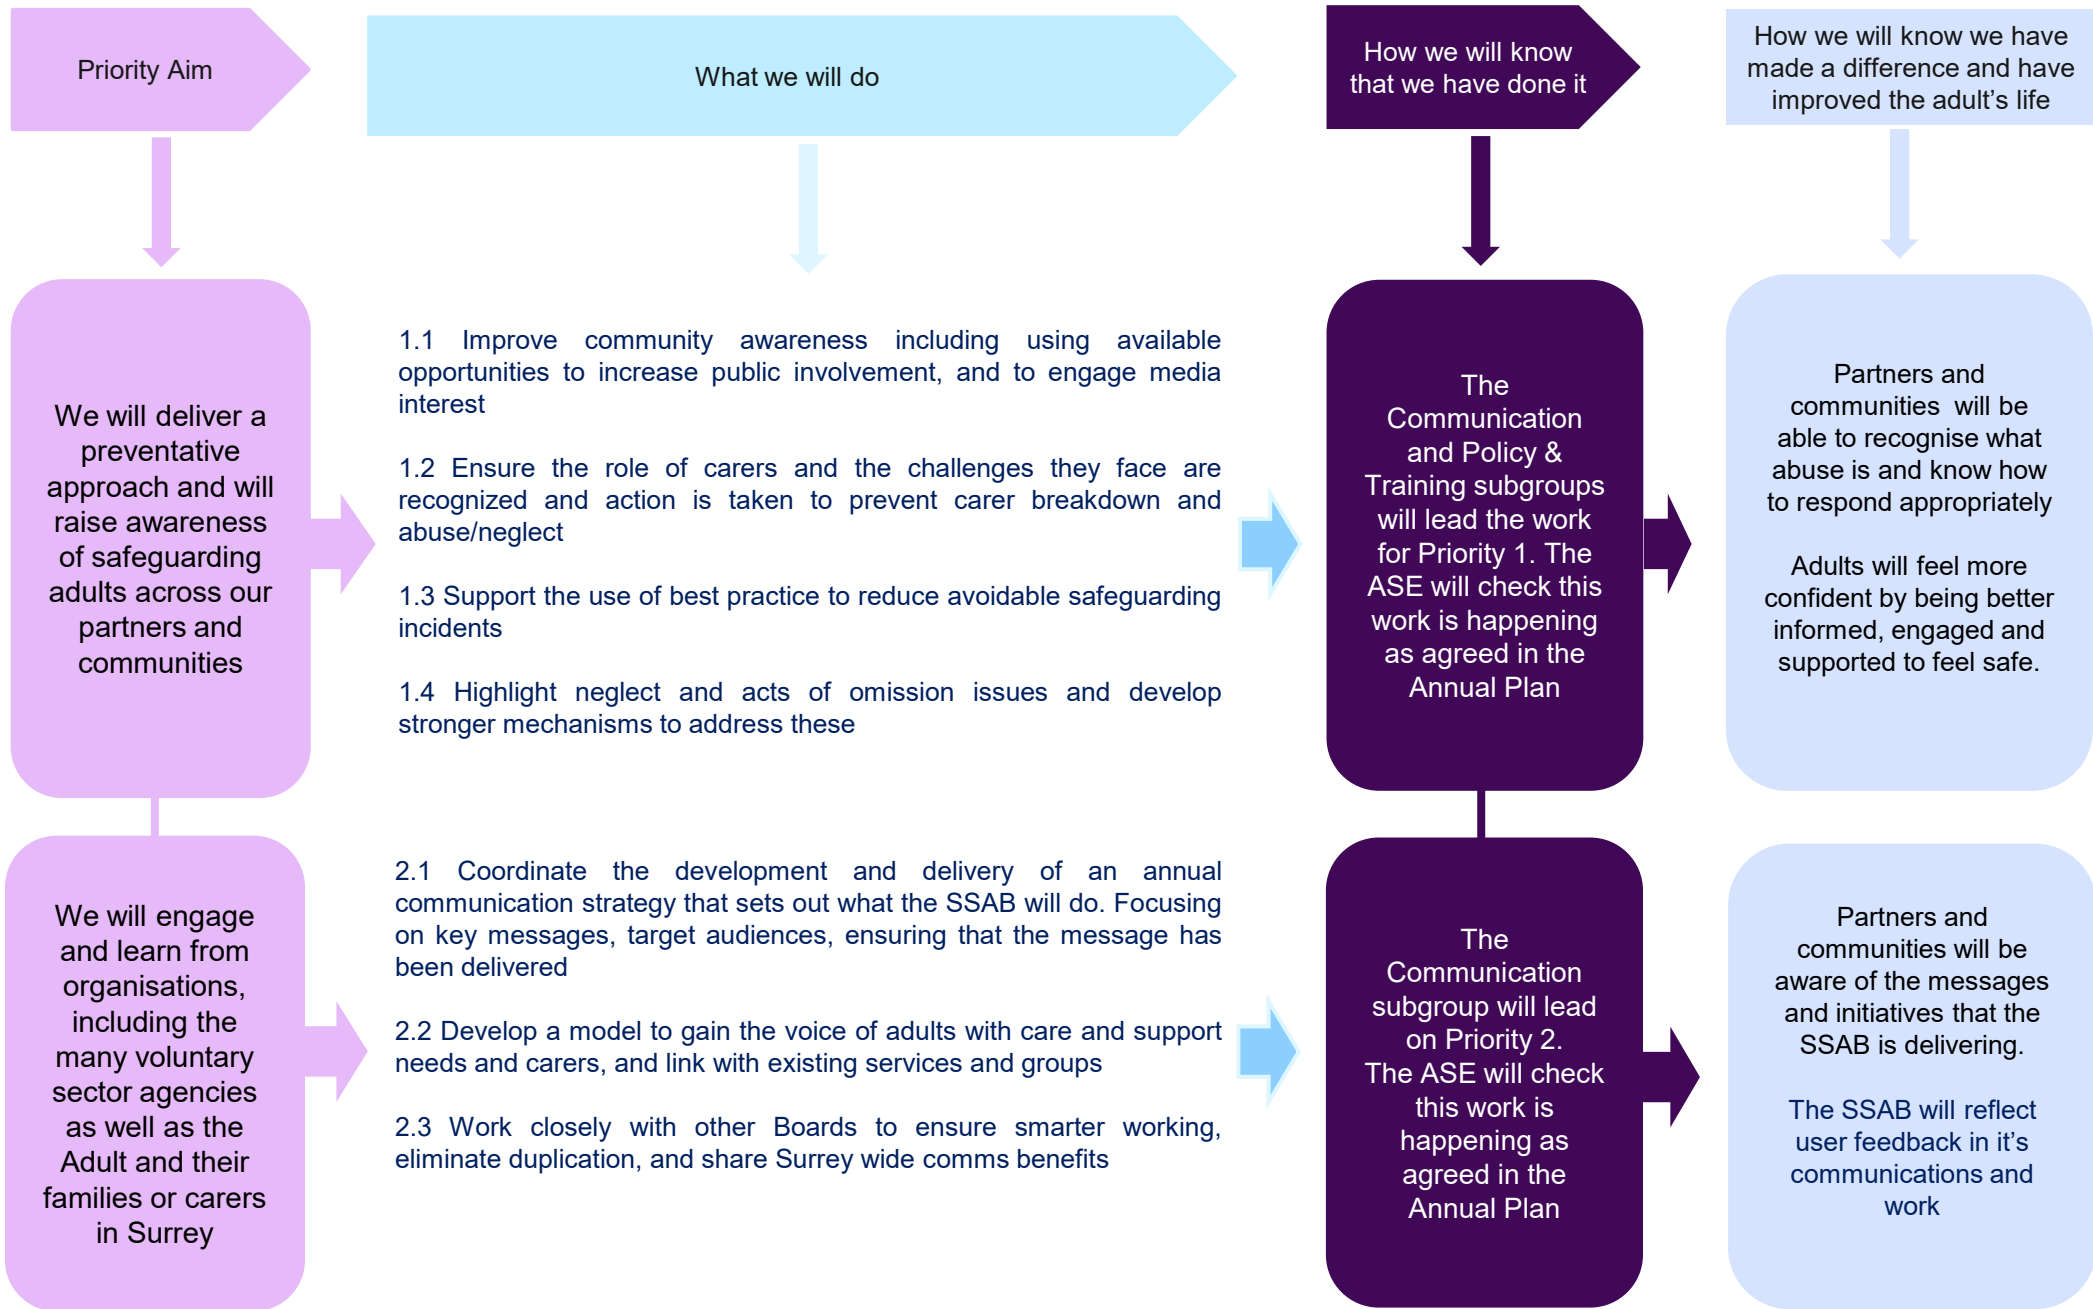 Priority Aim
What we will do
How we will know
that we have done it
How we will know we have
made a difference and have
improved the adult’s life
We will deliver a
preventative
approach and will
raise awareness
of safeguarding
adults across our
partners and
communities
1.1 Improve community awareness including using available
opportunities to increase public involvement, and to engage media
interest
1.2 Ensure the role of carers and the challenges they face are
recognized and action is taken to prevent carer breakdown and
abuse/neglect
1.3 Support the use of best practice to reduce avoidable safeguarding
incidents
1.4 Highlight neglect and acts of omission issues and develop
stronger mechanisms to address these
The
Communication
and Policy &
Training subgroups
will lead the work
for Priority 1. The
ASE will check this
work is happening
as agreed in the
Annual Plan
Partners and
communities will be
able to recognise what
abuse is and know how
to respond appropriately
Adults will feel more
confident by being better
informed, engaged and
supported to feel safe.
We will engage
and learn from
organisations,
including the
many voluntary
sector agencies
as well as the
Adult and their
families or carers
in Surrey
2.1 Coordinate the development and delivery of an annual
communication strategy that sets out what the SSAB will do. Focusing
on key messages, target audiences, ensuring that the message has
been delivered
2.2 Develop a model to gain the voice of adults with care and support
needs and carers, and link with existing services and groups
2.3 Work closely with other Boards to ensure smarter working,
eliminate duplication, and share Surrey wide comms benefits
The
Communication
subgroup will lead
on Priority 2.
The ASE will check
this work is
happening as
agreed in the
Annual Plan
Partners and
communities will be
aware of the messages
and initiatives that the
SSAB is delivering.
The SSAB will reflect
user feedback in it’s
communications and
work